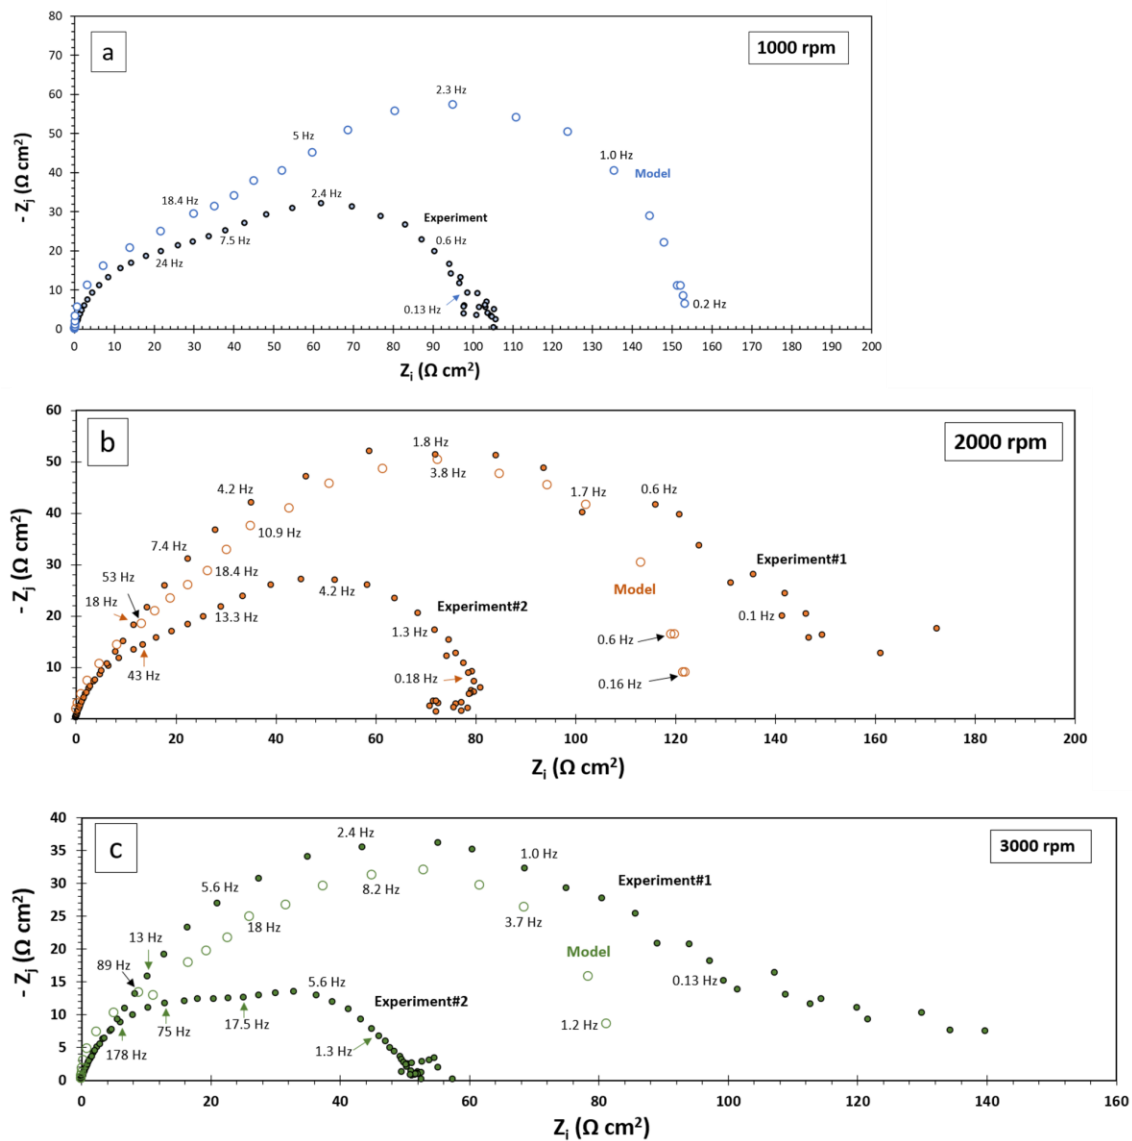 80
a
1000 rpm
70
2.3 Hz
60
5 Hz
50
1.0 Hz
Model
- Zj (Ω cm²)
40
18.4 Hz
2.4 Hz
Experiment
30
7.5 Hz
0.6 Hz
24 Hz
20
10
0.13 Hz
0.2 Hz
0
0 10 20 30 40 50 60 70 80 90 100 105 110 120 130 140 150 160 170 180 190 200
Zi (Ω cm²)
60
b
2000 rpm
1.8 Hz
50
3.8 Hz
4.2 Hz
1.7 Hz
0.6 Hz
40
10.9 Hz
7.4 Hz
- Zj (Ω cm²)
30
Experiment#1
53 Hz
18.4 Hz
Model
4.2 Hz
Experiment#2
18 Hz
13.3 Hz
20
0.1 Hz
1.3 Hz
0.6 Hz
10
43 Hz
0.18 Hz
0.16 Hz
0
0 20 40 60 80 100 120 140 160 180 200
Zi (Ω cm²)
40
c
2.4 Hz
3000 rpm
35
1.0 Hz
30
5.6 Hz
8.2 Hz
Experiment#1
25
18 Hz
3.7 Hz
13 Hz
- Zj (Ω cm²)
20
Model
89 Hz
15
5.6 Hz
0.13 Hz
Experiment#2
10
75 Hz
17.5 Hz
1.2 Hz
5
178 Hz
1.3 Hz
0
0 20 40 60 80 100 120 140 160
Zi (Ω cm²)